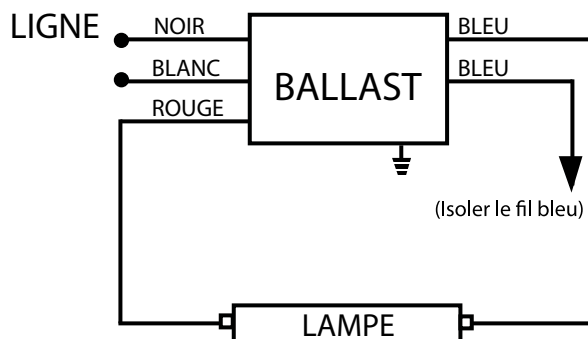 LIGNE
NOIR
BLEU
BLANC
BLEU
BALLAST
ROUGE
(Isoler le fil bleu)
LAMPE